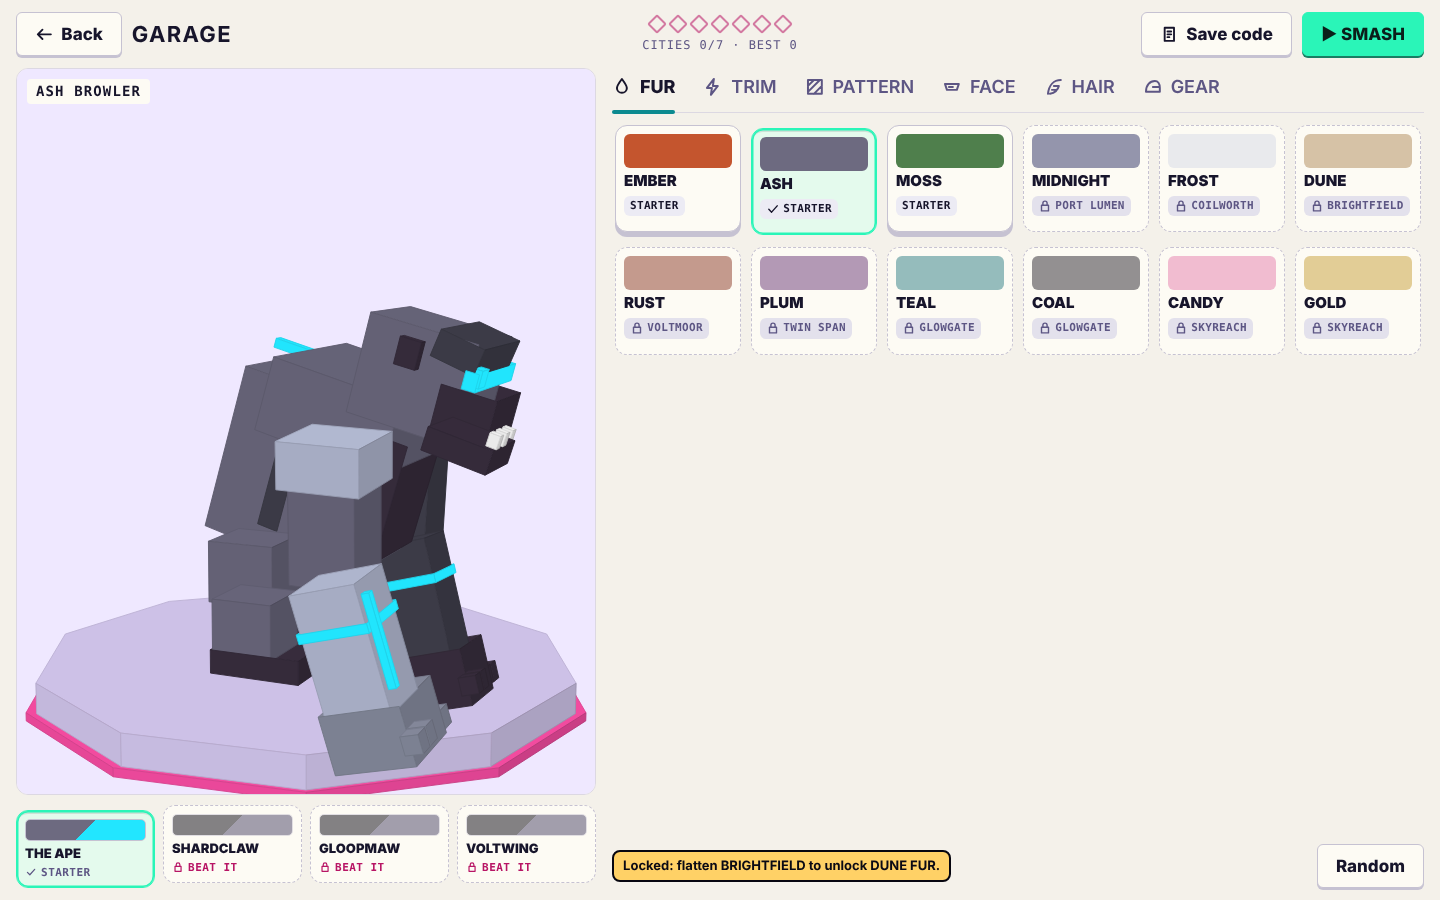 Back
GARAGE
CITIES 0/7 · BEST 0
Save code
SMASH
ASH BROWLER
FUR
TRIM
PATTERN
FACE
HAIR
GEAR
EMBER
STARTER
ASH
STARTER
MOSS
STARTER
MIDNIGHT
PORT LUMEN
FROST
COILWORTH
DUNE
BRIGHTFIELD
RUST
VOLTMOOR
PLUM
TWIN SPAN
TEAL
GLOWGATE
COAL
GLOWGATE
CANDY
SKYREACH
GOLD
SKYREACH
THE APE
STARTER
SHARDCLAW
BEAT IT
GLOOPMAW
BEAT IT
VOLTWING
BEAT IT
Locked: flatten BRIGHTFIELD to unlock DUNE FUR.
Random